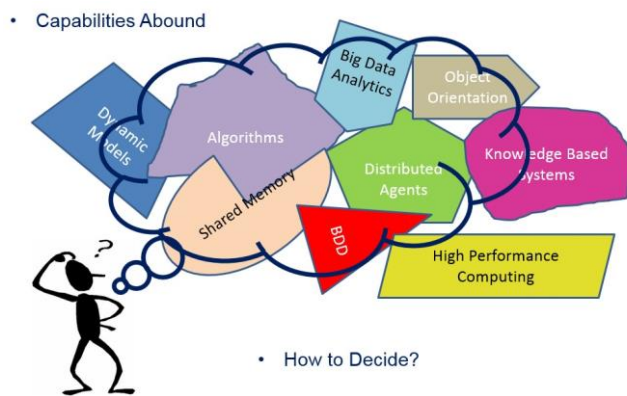 • Capabilities Abound
Big Data
Analytics
Object
Orientation
Dynamic
Models
Algorithms
Knowledge Based
Systems
Distributed
Agents
Shared Memory
BDD
High Performance
Computing
?
• How to Decide?